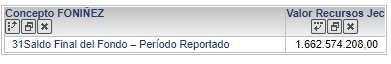 Concepto FONIÑEZ Valor Recursos Jec
31Saldo Final del Fondo – Período Reportado 1.662.574.208,00